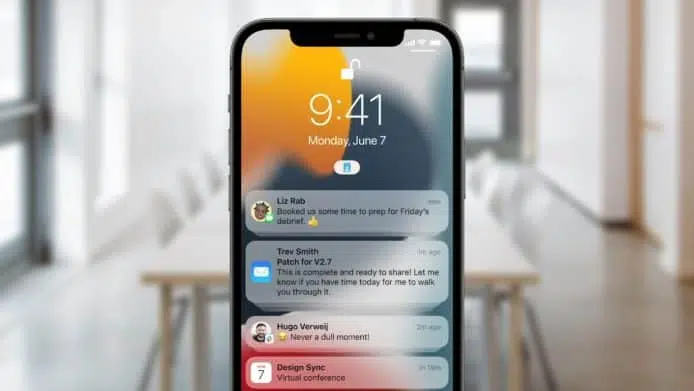 9:41
Monday, June 7
Liz Rab
now
Booked us some time to prep for Friday's
debrief. 👍
Trev Smith
1m ago
Patch for V2.7
This is complete and ready to share! Let me
know if you have time today for me to walk
you through it.
Hugo Verweij
2m ago
😂 Never a dull moment!
7
Design Sync
Virtual conference